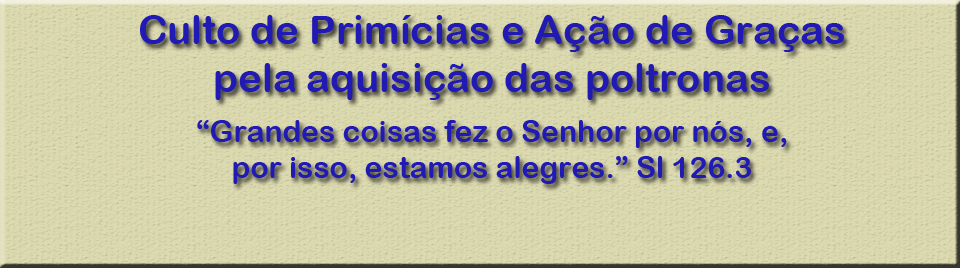 Culto de Primícias e Ação de Graças
pela aquisição das poltronas
“Grandes coisas fez o Senhor por nós, e,
por isso, estamos alegres.” Sl 126.3